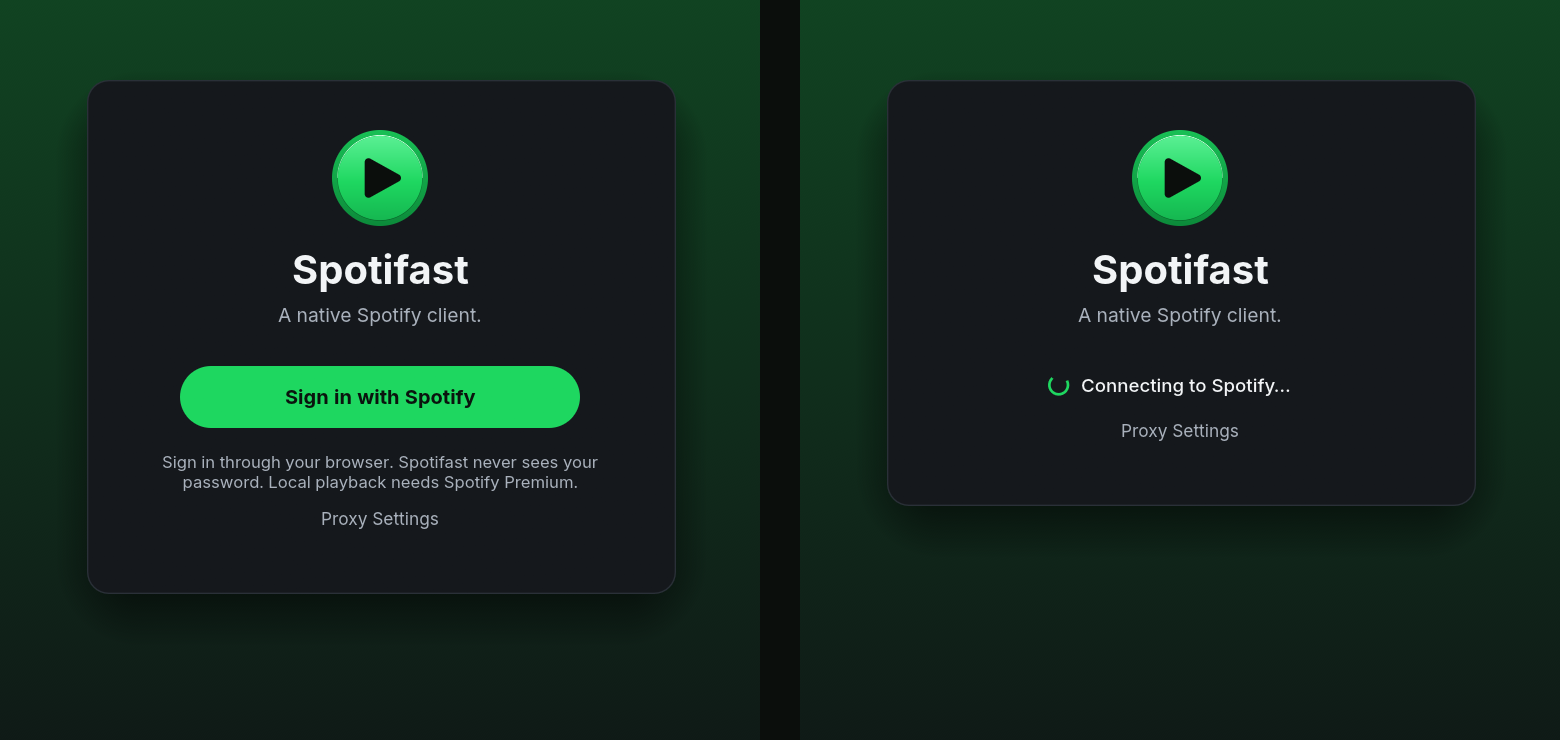 Spotifast
A native Spotify client.
Sign in with Spotify
Sign in through your browser. Spotifast never sees your
password. Local playback needs Spotify Premium.
Proxy Settings
Spotifast
A native Spotify client.
Connecting to Spotify...
Proxy Settings